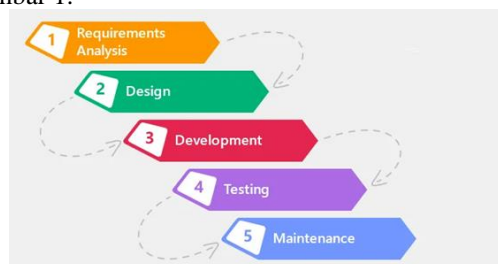 1
Requirements
Analysis
2
Design
3
Development
4
Testing
5
Maintenance